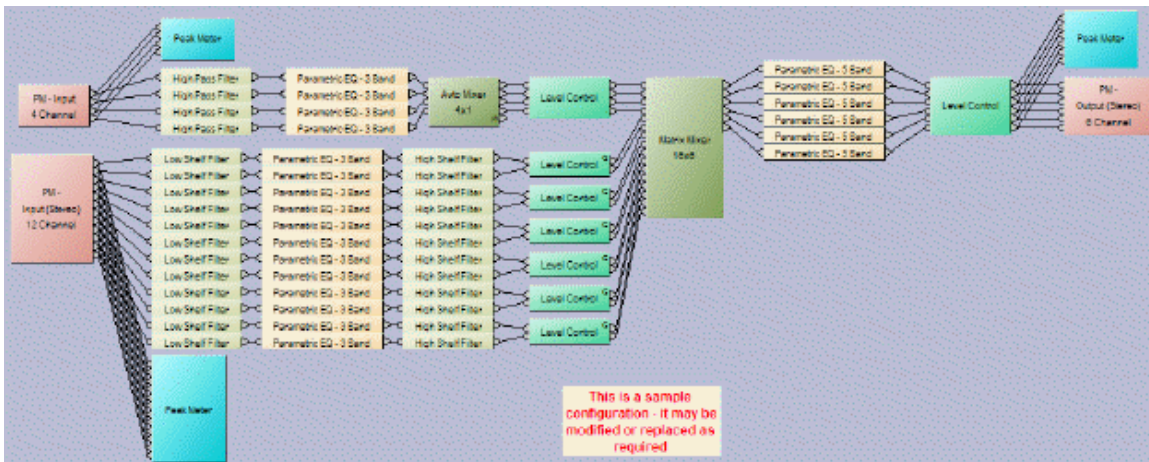 Peak Meter
PM - Input
4 Channel
High Pass Filter
High Pass Filter
High Pass Filter
High Pass Filter
Parametric EQ - 3 Band
Parametric EQ - 3 Band
Parametric EQ - 3 Band
Parametric EQ - 3 Band
Auto Mixer
4x1
Level Control
PM -
Input (Stereo)
12 Channel
Low Shelf Filter
Low Shelf Filter
Low Shelf Filter
Low Shelf Filter
Low Shelf Filter
Low Shelf Filter
Low Shelf Filter
Low Shelf Filter
Low Shelf Filter
Low Shelf Filter
Low Shelf Filter
Low Shelf Filter
Parametric EQ - 3 Band
Parametric EQ - 3 Band
Parametric EQ - 3 Band
Parametric EQ - 3 Band
Parametric EQ - 3 Band
Parametric EQ - 3 Band
Parametric EQ - 3 Band
Parametric EQ - 3 Band
Parametric EQ - 3 Band
Parametric EQ - 3 Band
Parametric EQ - 3 Band
Parametric EQ - 3 Band
High Shelf Filter
High Shelf Filter
High Shelf Filter
High Shelf Filter
High Shelf Filter
High Shelf Filter
High Shelf Filter
High Shelf Filter
High Shelf Filter
High Shelf Filter
High Shelf Filter
High Shelf Filter
Level Control G
Level Control G
Level Control G
Level Control G
Level Control G
Level Control G
Peak Meter
Matrix Mixer
Parametric EQ - 5 Band
Parametric EQ - 5 Band
Parametric EQ - 5 Band
Parametric EQ - 5 Band
Parametric EQ - 5 Band
Parametric EQ - 5 Band
Level Control
Peak Meter
PM -
Output (Stereo)
6 Channel
This is a sample
configuration - it may be
modified or replaced as
required